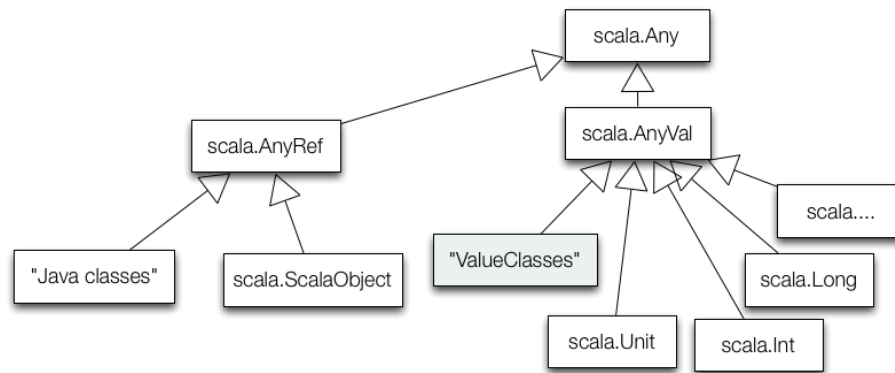 scala.Any
scala.AnyRef
scala.AnyVal
scala....
"Java classes"
scala.ScalaObject
"ValueClasses"
scala.Long
scala.Unit
scala.Int